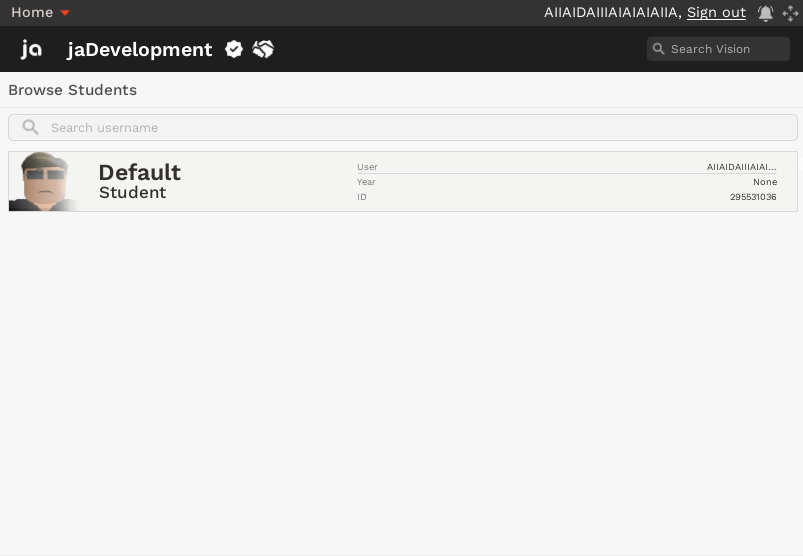 Home
AIIAIDAIIIAIAIAIAIIA, Sign out
ja jaDevelopment
Search Vision
Browse Students
Search username
Default
Student
User AIIAIDAIIIAIAI...
Year None
ID 295531036